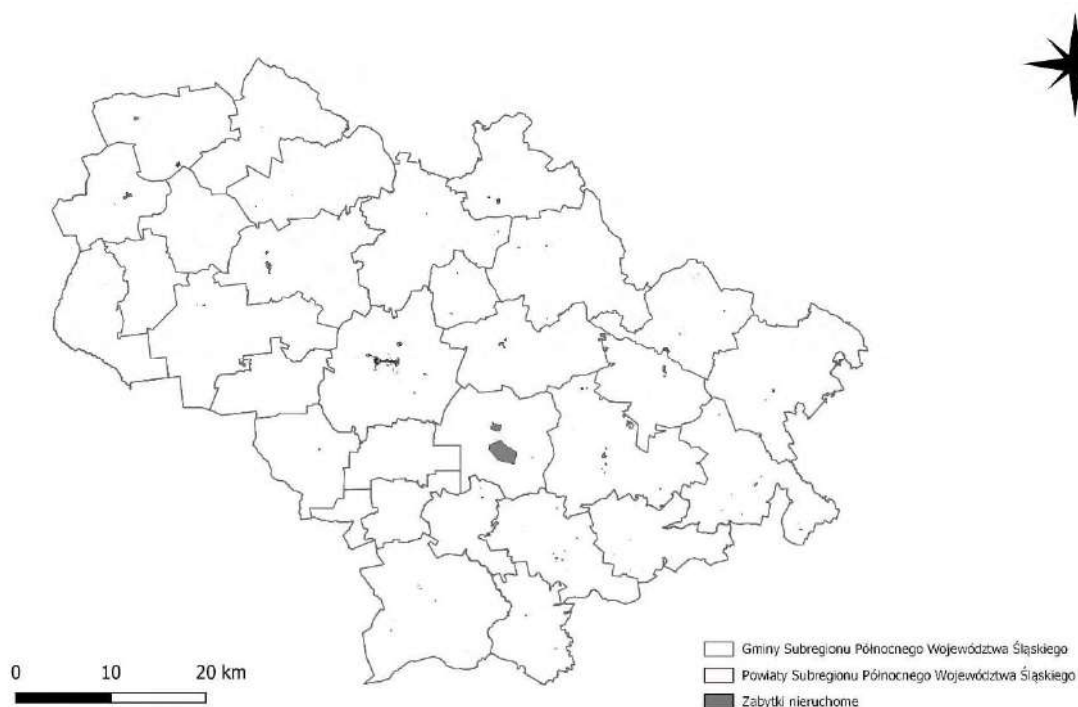 0 10 20 km
Gminy Subregionu Północnego Województwa Śląskiego
Powiaty Subregionu Północnego Województwa Śląskiego
Zabytki nieruchome